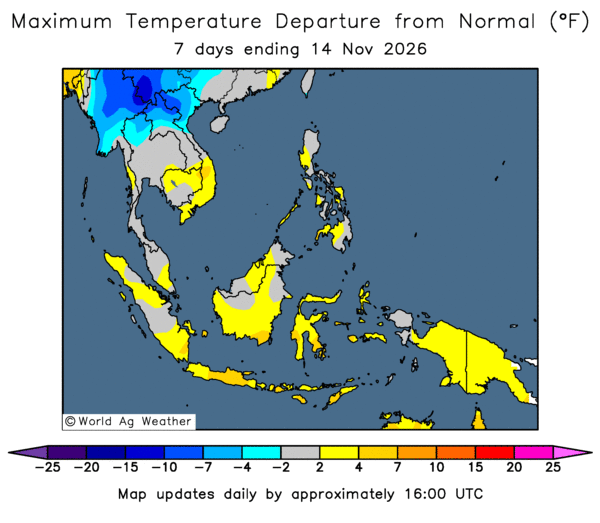 Maximum Temperature Departure from Normal (°F)
7 days ending 14 Nov 2026
©World Ag Weather
-25 -20 -15 -10 -7 -4 -2 2 4 7 10 15 20 25
Map updates daily by approximately 16:00 UTC